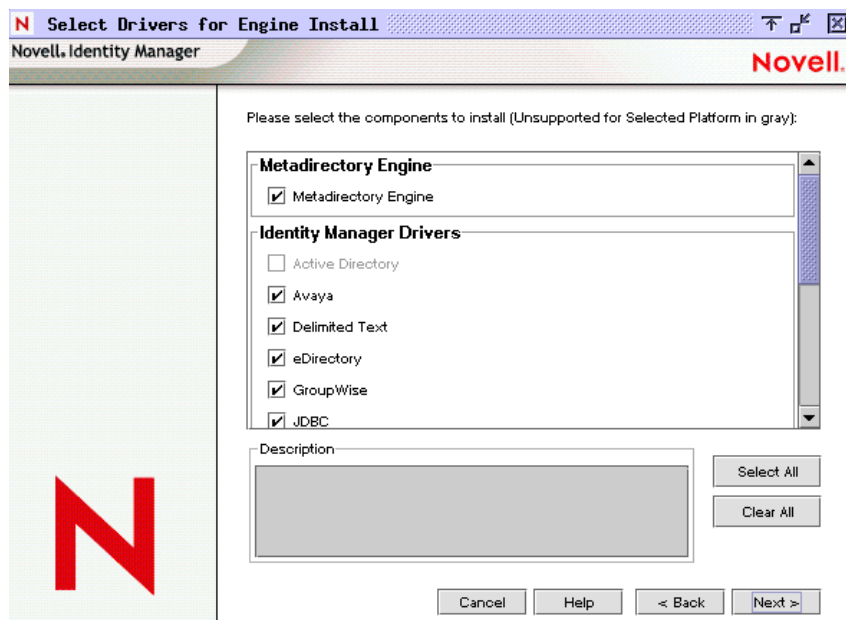 N Select Drivers for Engine Install
Novell. Identity Manager
Novell.
Please select the components to install (Unsupported for Selected Platform in gray):
Metadirectory Engine
Metadirectory Engine
Identity Manager Drivers
Active Directory
Avaya
Delimited Text
eDirectory
GroupWise
JDBC
Description
Select All
Clear All
N
Cancel Help < Back Next >